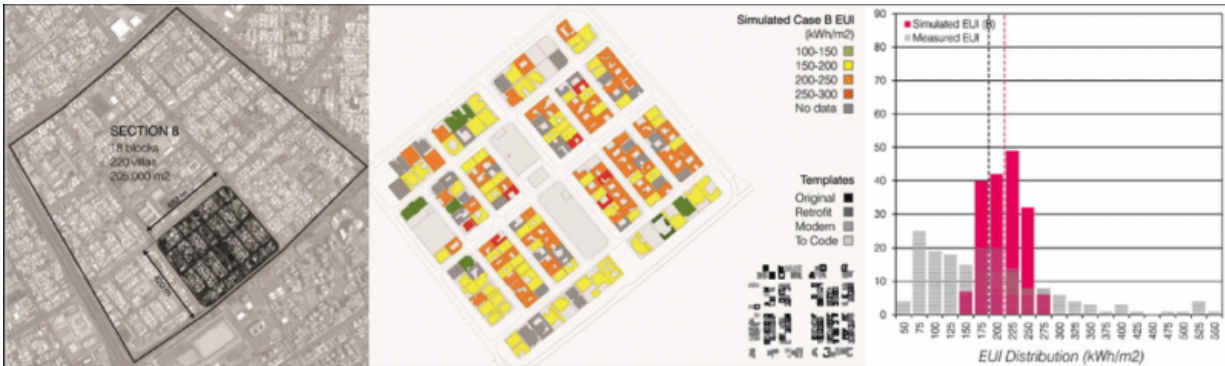 SECTION 8
18 blocks
220 villas
205.000 m2
Simulated Case B EUI
(kWh/m2)
100-150
150-200
200-250
250-300
No data
Templates
Original
Retrofit
Modern
To Code
Simulated EUI (B)
Measured EUI
90
80
70
60
50
40
30
20
10
0
50 75 100 125 150 175 200 225 250 275 300 325 350 375 400 425 450 475 500 525 550
EUI Distribution (kWh/m2)